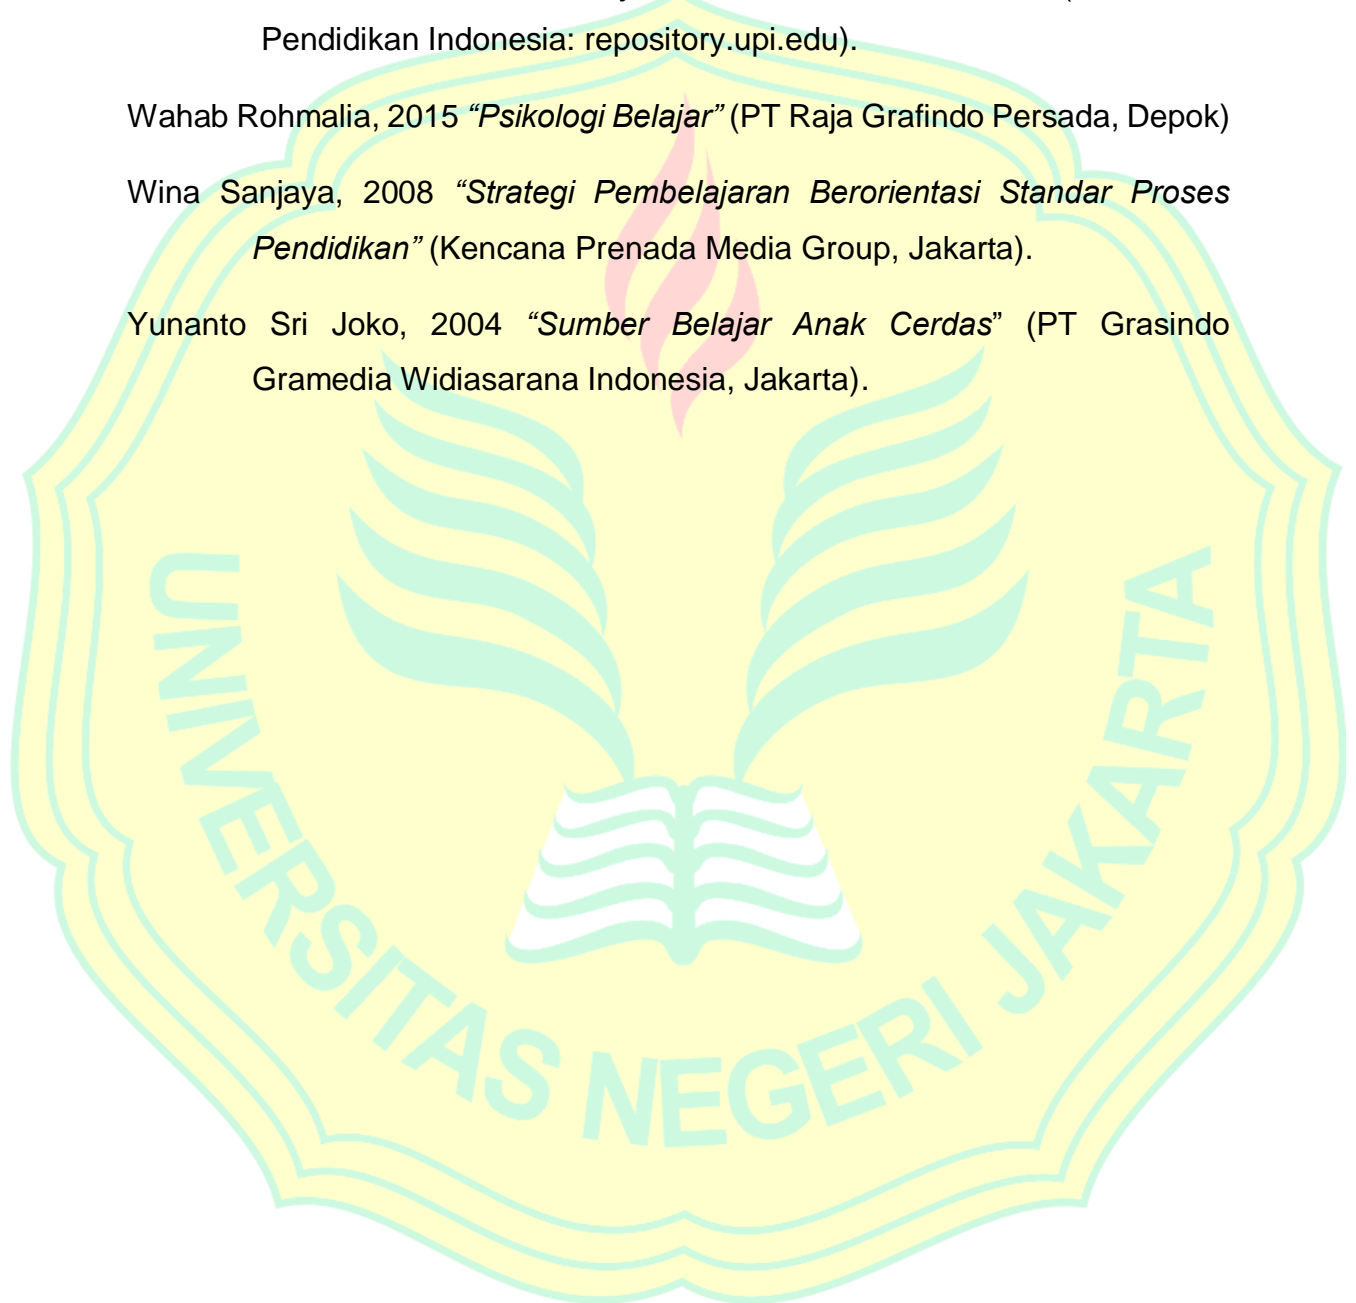 Pendidikan Indonesia: repository.upi.edu).
Wahab Rohmalia, 2015 “Psikologi Belajar” (PT Raja Grafindo Persada, Depok)
Wina Sanjaya, 2008 “Strategi Pembelajaran Berorientasi Standar Proses
Pendidikan” (Kencana Prenada Media Group, Jakarta).
Yunanto Sri Joko, 2004 “Sumber Belajar Anak Cerdas” (PT Grasindo
Gramedia Widiasarana Indonesia, Jakarta).
UNIVERSITAS NEGERI JAKARTA